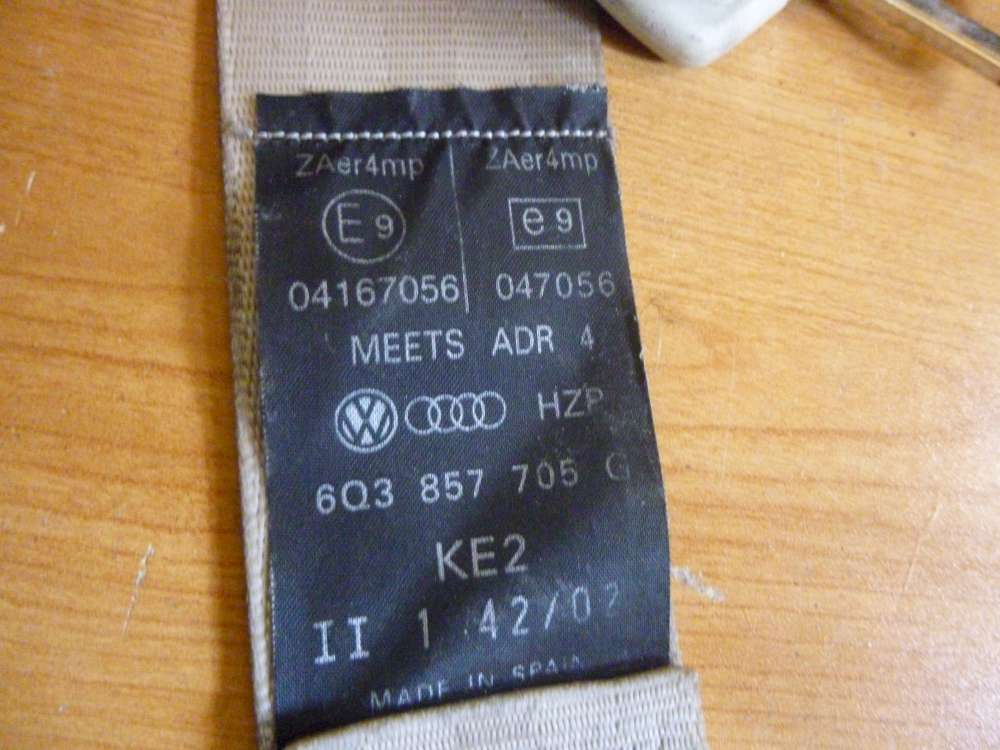 ZAer4mp ZAer4mp
E9 e9
04167056 047056
MEETS ADR 4
VW HZP
6Q3 857 705 G
KE2
II 1 42/02
MADE IN SPAIN